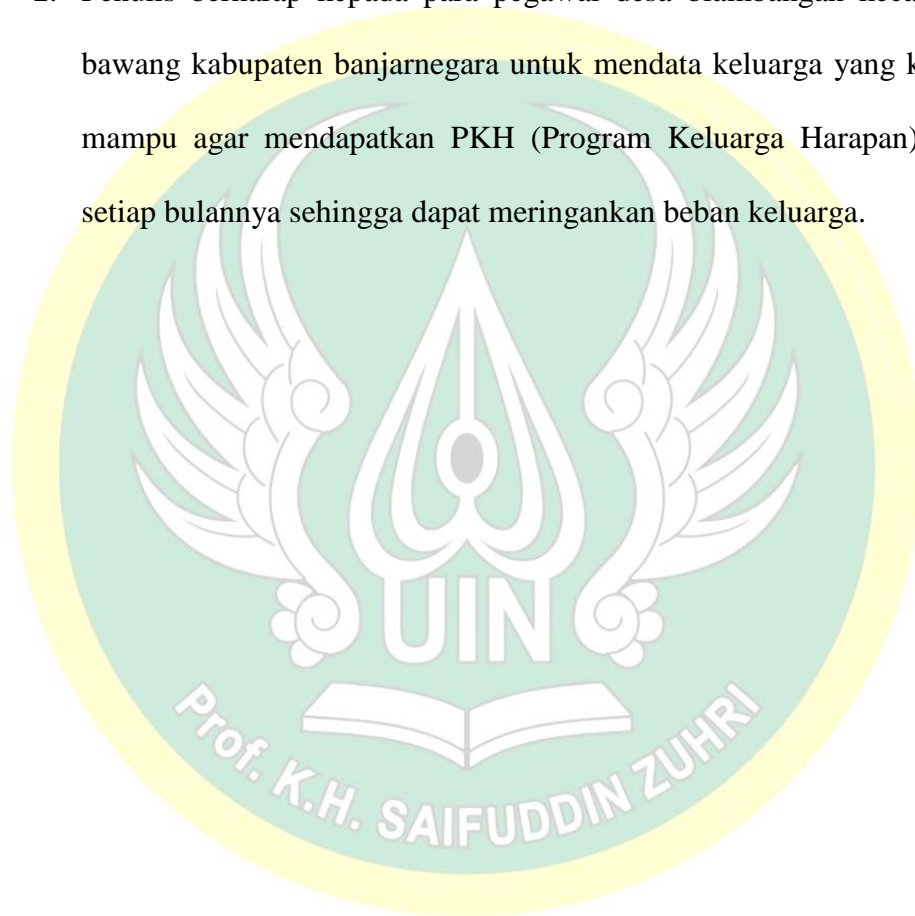 2. Penulis berharap kepada para pegawai desa blambangan
bawang kabupaten banjarnegara untuk mendata keluarga yang
mampu agar mendapatkan PKH (Program Keluarga Harapan)
setiap bulannya sehingga dapat meringankan beban keluarga.
UIN
Prof. K.H. SAIFUDDIN ZUHRI